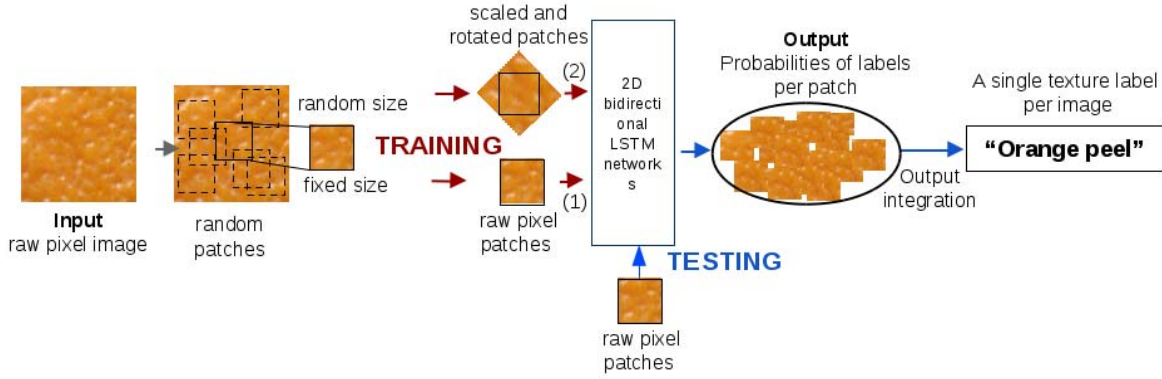 Input
raw pixel image
random
patches
random size
fixed size
TRAINING
scaled and
rotated patches
(2)
raw pixel
patches
(1)
2D
bidirecti
onal
LSTM
network
s
TESTING
raw pixel
patches
Output
Probabilities of labels
per patch
Output
integration
A single texture label
per image
“Orange peel”